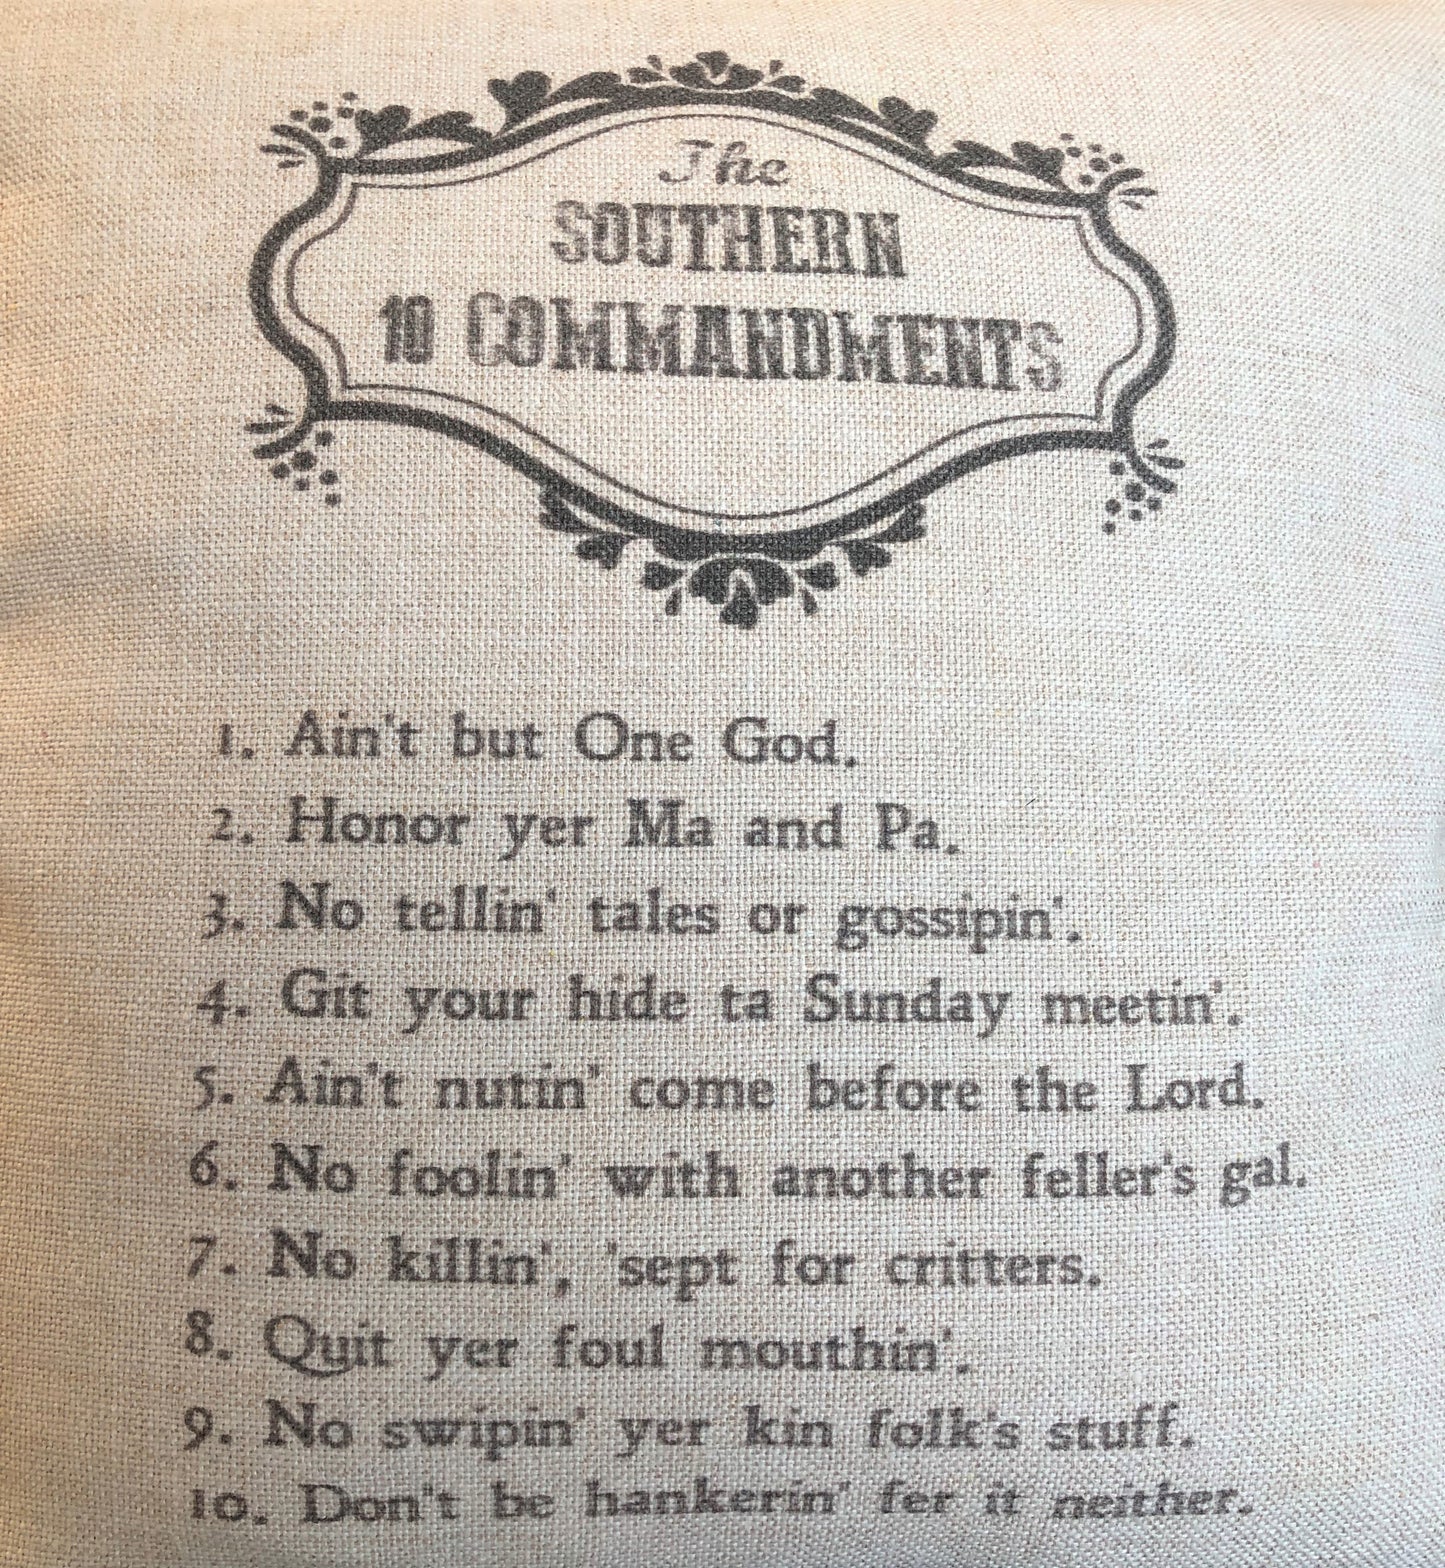 The
SOUTHERN
10 COMMANDMENTS
1. Ain't but One God.
2. Honor yer Ma and Pa.
3. No tellin' tales or gossipin'.
4. Git your hide ta Sunday meetin'.
5. Ain't nutin' come before the Lord.
6. No foolin' with another feller's gal.
7. No killin', 'sept for critters.
8. Quit yer foul mouthin'.
9. No swipin' yer kin folk's stuff.
10. Don't be hankerin' fer it neither.